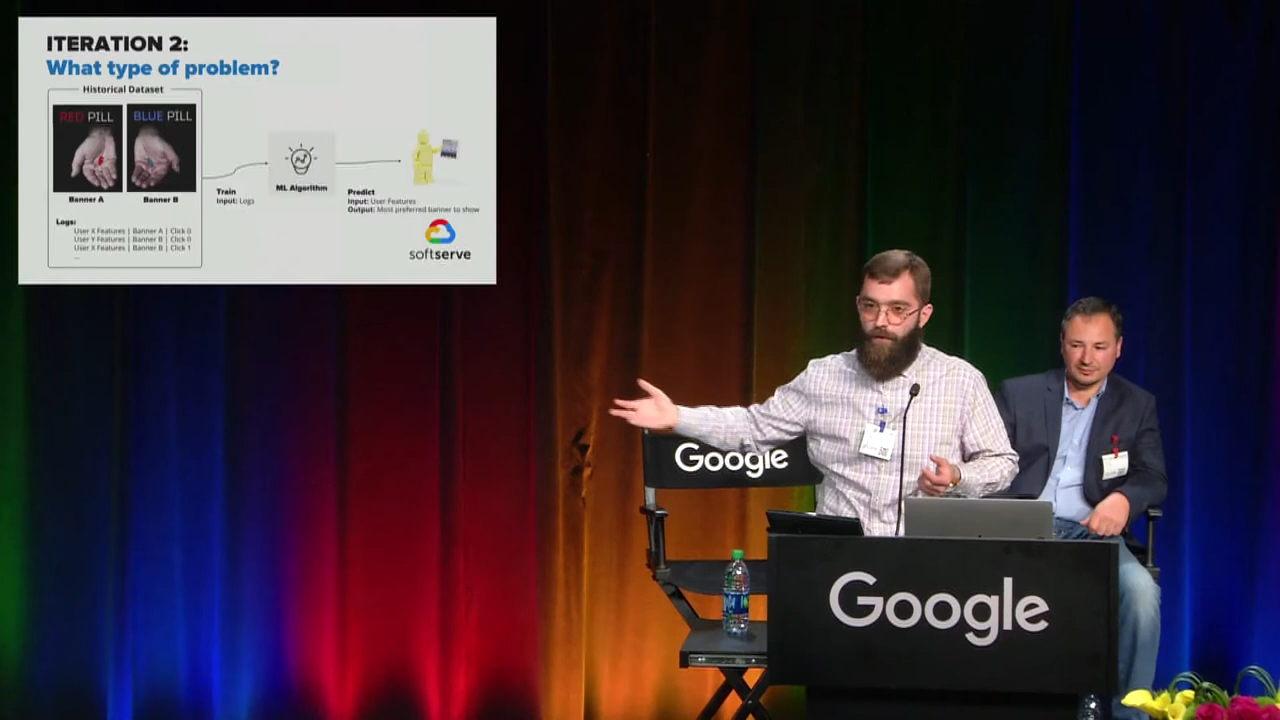 ITERATION 2:
What type of problem?
Historical Dataset
RED PILL
BLUE PILL
Banner A
Banner B
Logs:
User X Features | Banner A | Click 0
User Y Features | Banner B | Click 0
User X Features | Banner B | Click 1
...
Train
Input: Logs
ML Algorithm
Predict
Input: User Features
Output: Most preferred banner to show
softserve
Google
Google